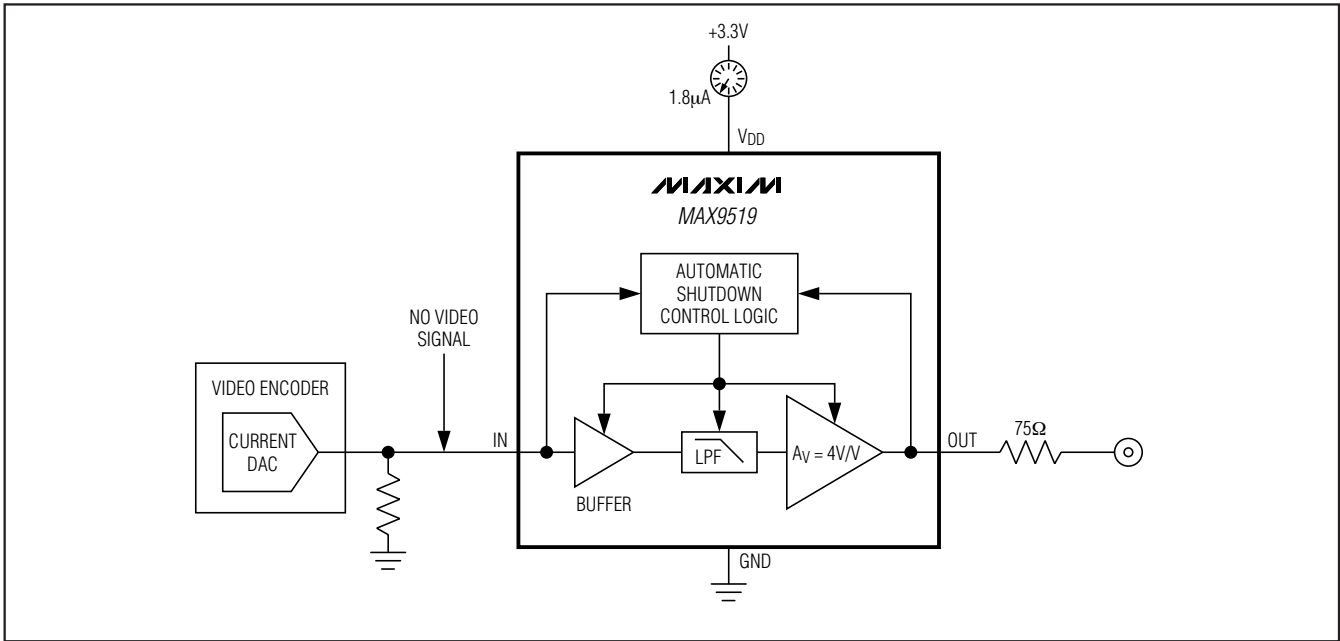 +3.3V
1.8µA
VDD
MAXIM
MAX9519
AUTOMATIC
SHUTDOWN
CONTROL LOGIC
NO VIDEO
SIGNAL
VIDEO ENCODER
CURRENT
DAC
IN
BUFFER
LPF
AV = 4V/V
OUT
75Ω
GND